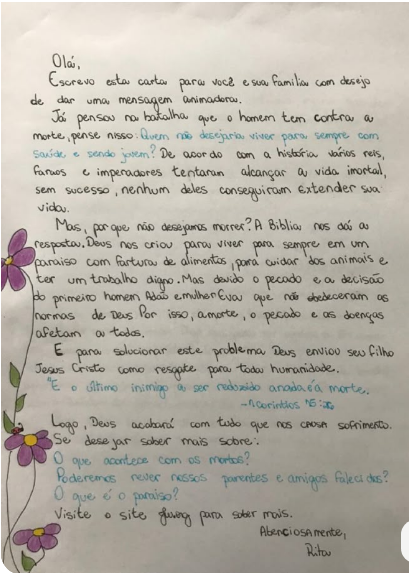 Olá,
Escrevo esta carta para você e sua família com desejo
de dar uma mensagem animadora.
Já pensou na batalha que o homem tem contra a
morte, pense nisso: Quem não desejaria viver para sempre com
saúde e sendo jovem? De acordo com a história vários reis,
faraós e imperadores tentaram alcançar a vida imortal,
sem sucesso, nenhum deles conseguiram extender sua
vida.
Mas, porque não desejamos morrer? A Bíblia nos dá a
resposta. Deus nos criou para viver para sempre em um
paraíso com fartura de alimentos, para cuidar dos animais e
ter um trabalho digno. Mas devido o pecado e a decisão
do primeiro homem Adão e mulher Eva que não obedeceram as
normas de Deus Por isso, a morte, o pecado e as doenças
afetam a todos.
E para solucionar este problema Deus enviou seu filho
Jesus Cristo como resgate para toda humanidade.
"E o último inimigo a ser reduzido a nada é a morte.
Coríntios 15:26
Logo, Deus acabará com tudo que nos causa sofrimento.
Se desejar saber mais sobre:
O que acontece com os mortos?
Poderemos rever nossos parentes e amigos falecidos?
O que é o paraíso?
Visite o site para saber mais.
Abenciosamente,
Rita